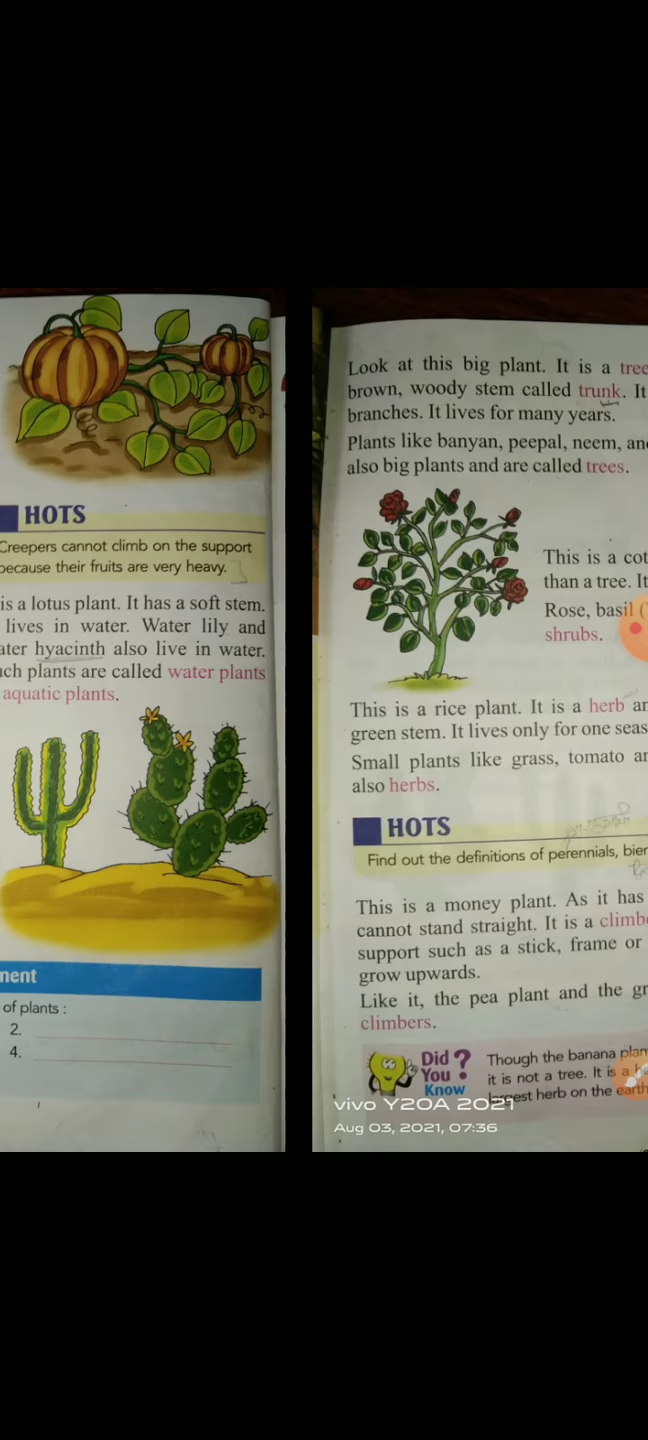 HOTS
Creepers cannot climb on the support
because their fruits are very heavy.
is a lotus plant. It has a soft stem.
lives in water. Water lily and
ater hyacinth also live in water.
ch plants are called water plants
aquatic plants.
ment
of plants :
2.
4.
Look at this big plant. It is a tree
brown, woody stem called trunk. It
branches. It lives for many years.
Plants like banyan, peepal, neem, an
also big plants and are called trees.
This is a cot
than a tree. It
Rose, basil (
shrubs.
This is a rice plant. It is a herb an
green stem. It lives only for one seas
Small plants like grass, tomato an
also herbs.
HOTS
Find out the definitions of perennials, bien
This is a money plant. As it has
cannot stand straight. It is a climbe
support such as a stick, frame or
grow upwards.
Like it, the pea plant and the gr
climbers.
Did You Know ?
Though the banana plan
it is not a tree. It is a h
largest herb on the earth
vivo Y20A 2021
Aug 03, 2021, 07:36